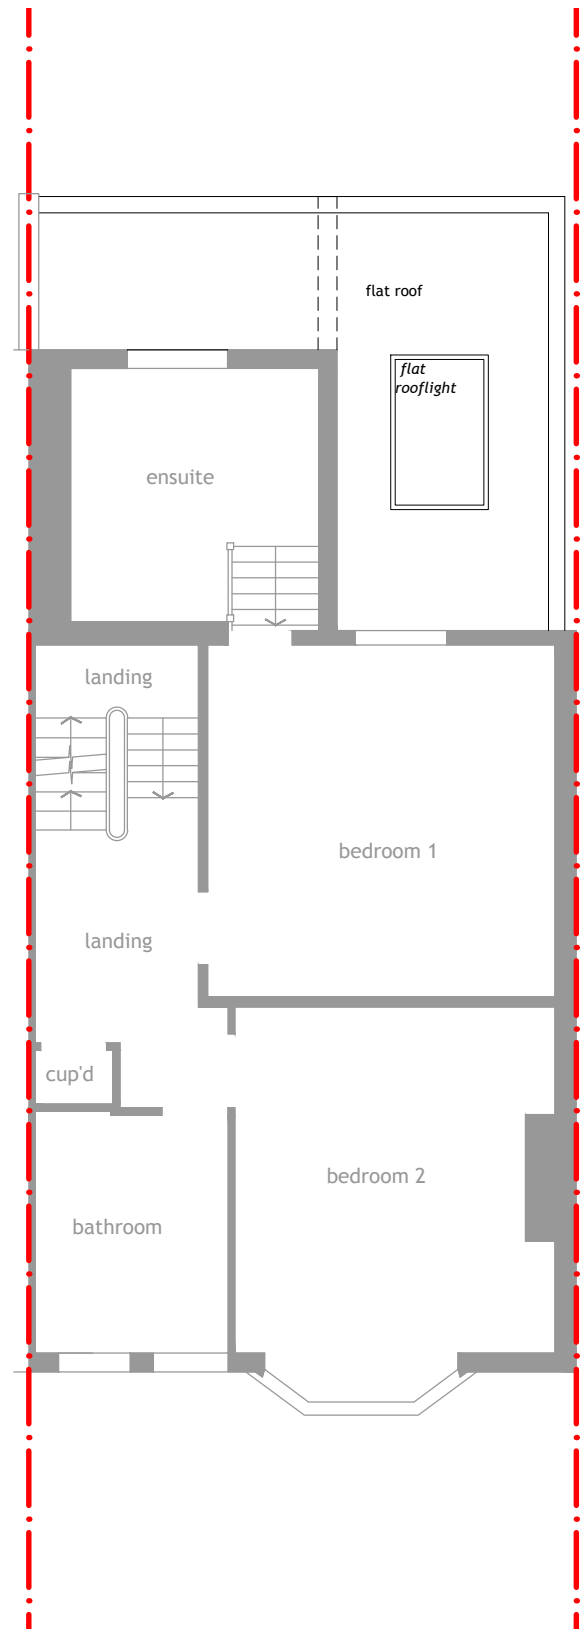 flat roof
flat
rooflight
ensuite
landing
bedroom 1
landing
cup'd
bedroom 2
bathroom